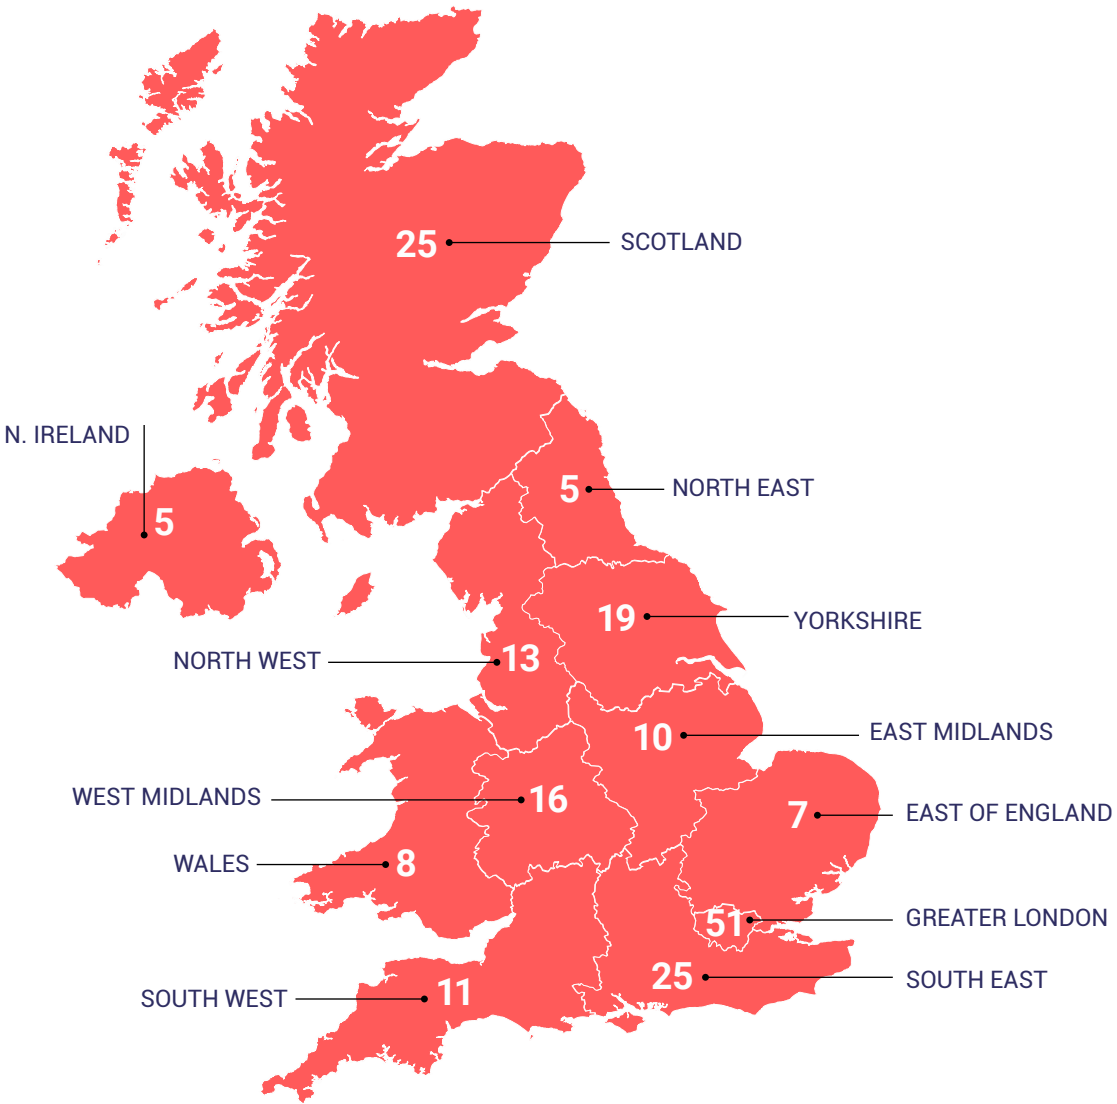 25 SCOTLAND
N. IRELAND
5 NORTH EAST
5
19 YORKSHIRE
NORTH WEST 13
10 EAST MIDLANDS
WEST MIDLANDS 16
7 EAST OF ENGLAND
WALES 8
51 GREATER LONDON
25 SOUTH EAST
SOUTH WEST 11